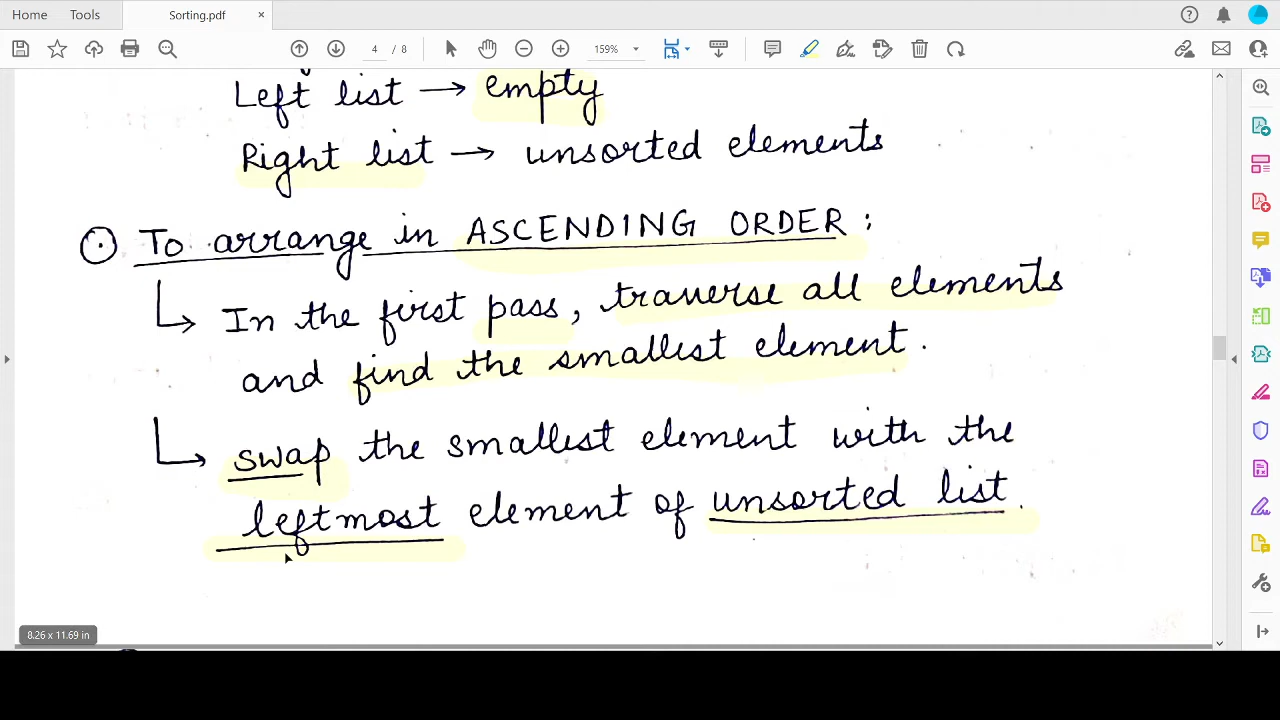 Home Tools Sorting.pdf ×
4 / 8 159%
Left list → empty
Right list → unsorted elements
To arrange in ASCENDING ORDER :
In the first pass, traverse all elements
and find the smallest element.
swap the smallest element with the
leftmost element of unsorted list.
8.26 x 11.69 in